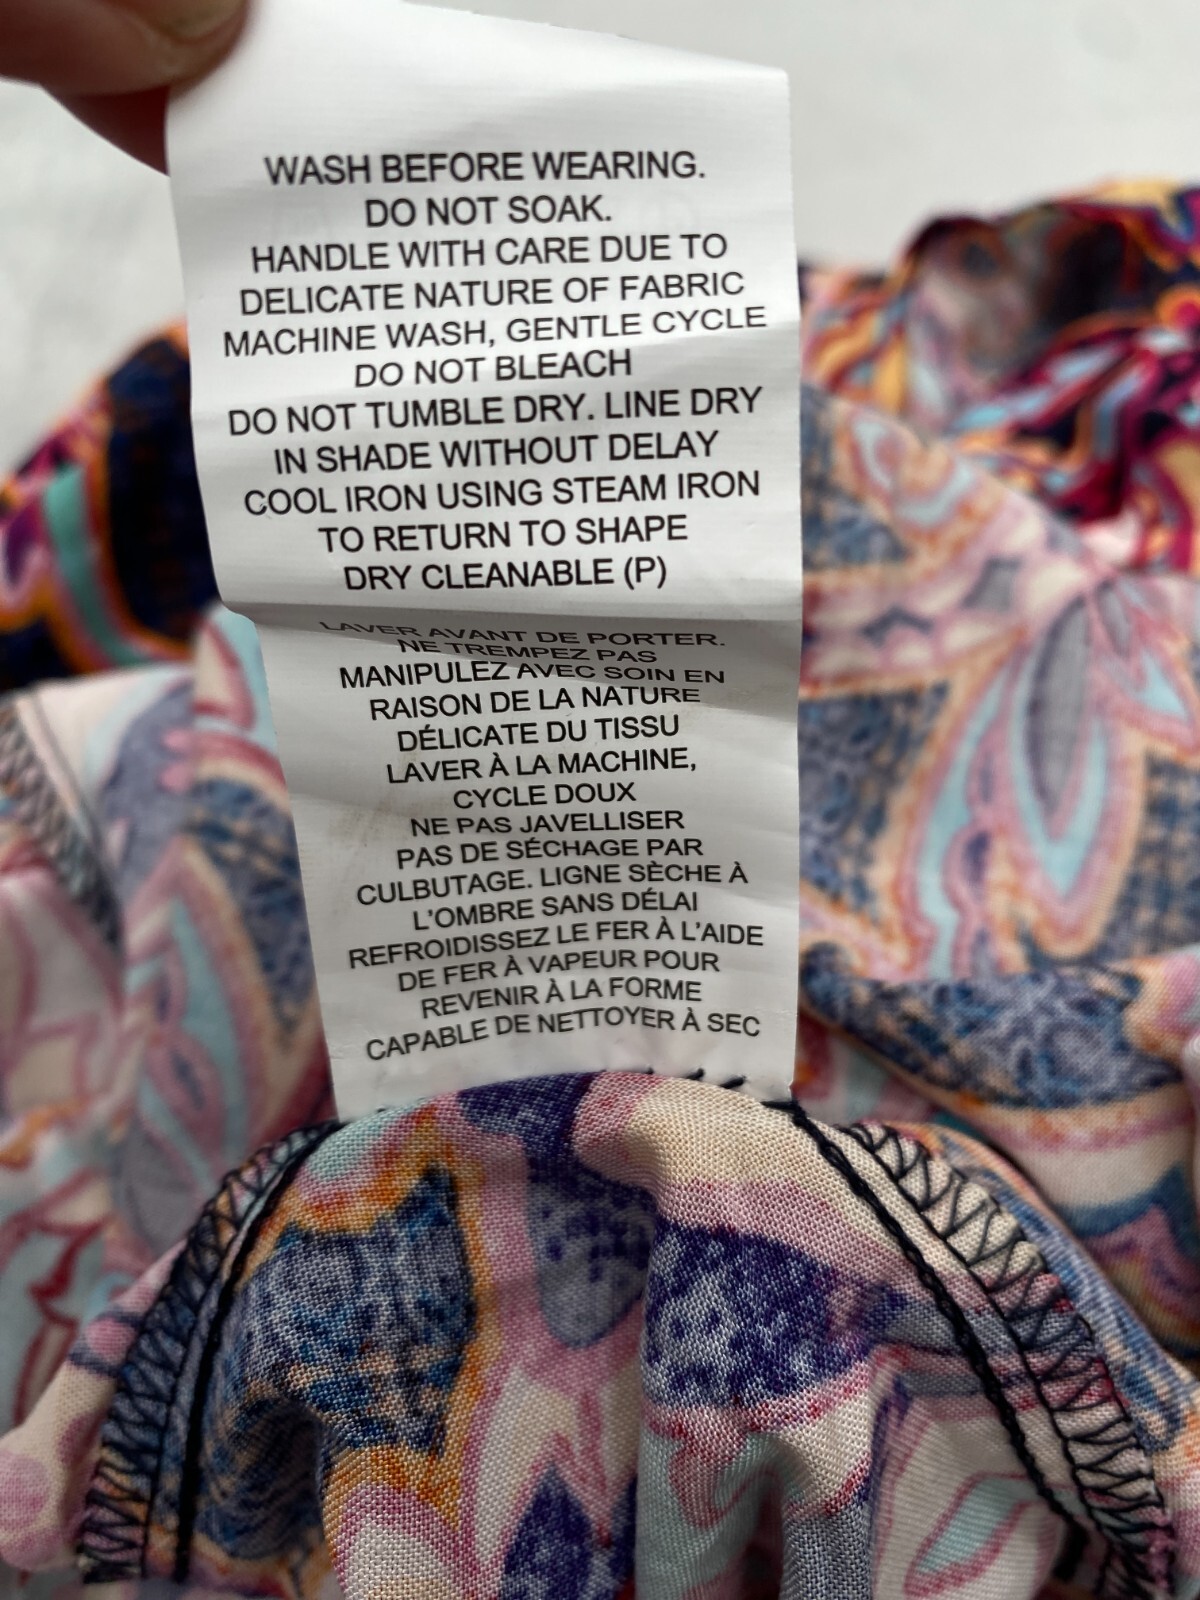 WASH BEFORE WEARING.
DO NOT SOAK.
HANDLE WITH CARE DUE TO
DELICATE NATURE OF FABRIC
MACHINE WASH, GENTLE CYCLE
DO NOT BLEACH
DO NOT TUMBLE DRY. LINE DRY
IN SHADE WITHOUT DELAY
COOL IRON USING STEAM IRON
TO RETURN TO SHAPE
DRY CLEANABLE (P)
LAVER AVANT DE PORTER.
NE TREMPEZ PAS
MANIPULEZ AVEC SOIN EN
RAISON DE LA NATURE
DÉLICATE DU TISSU
LAVER À LA MACHINE,
CYCLE DOUX
NE PAS JAVELLISER
PAS DE SÉCHAGE PAR
CULBUTAGE. LIGNE SÈCHE À
L'OMBRE SANS DÉLAI
REFROIDISSEZ LE FER À L'AIDE
DE FER À VAPEUR POUR
REVENIR À LA FORME
CAPABLE DE NETTOYER À SEC